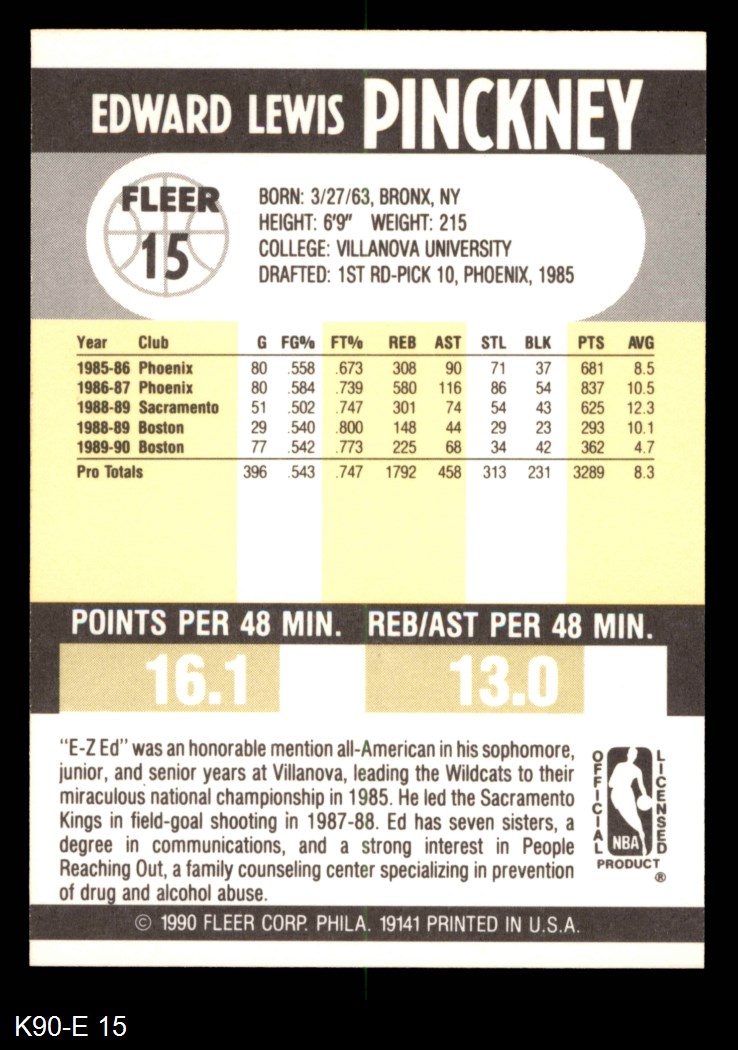 EDWARD LEWIS PINCKNEY
FLEER
15
BORN: 3/27/63, BRONX, NY
HEIGHT: 6'9" WEIGHT: 215
COLLEGE: VILLANOVA UNIVERSITY
DRAFTED: 1ST RD-PICK 10, PHOENIX, 1985
Year Club G FG% FT% REB AST STL BLK PTS AVG
1985-86 Phoenix 80 .558 .673 308 90 71 37 681 8.5
1986-87 Phoenix 80 .584 .739 580 116 86 54 837 10.5
1988-89 Sacramento 51 .502 .747 301 74 54 43 625 12.3
1988-89 Boston 29 .540 .800 148 44 29 23 293 10.1
1989-90 Boston 77 .542 .773 225 68 34 42 362 4.7
Pro Totals 396 .543 .747 1792 458 313 231 3289 8.3
POINTS PER 48 MIN. REB/AST PER 48 MIN.
16.1 13.0
"E-Z Ed" was an honorable mention all-American in his sophomore,
junior, and senior years at Villanova, leading the Wildcats to their
miraculous national championship in 1985. He led the Sacramento
Kings in field-goal shooting in 1987-88. Ed has seven sisters, a
degree in communications, and a strong interest in People
Reaching Out, a family counseling center specializing in prevention
of drug and alcohol abuse.
OFFICIAL
LICENSED
NBA
PRODUCT
®
© 1990 FLEER CORP. PHILA. 19141 PRINTED IN U.S.A.
K90-E 15